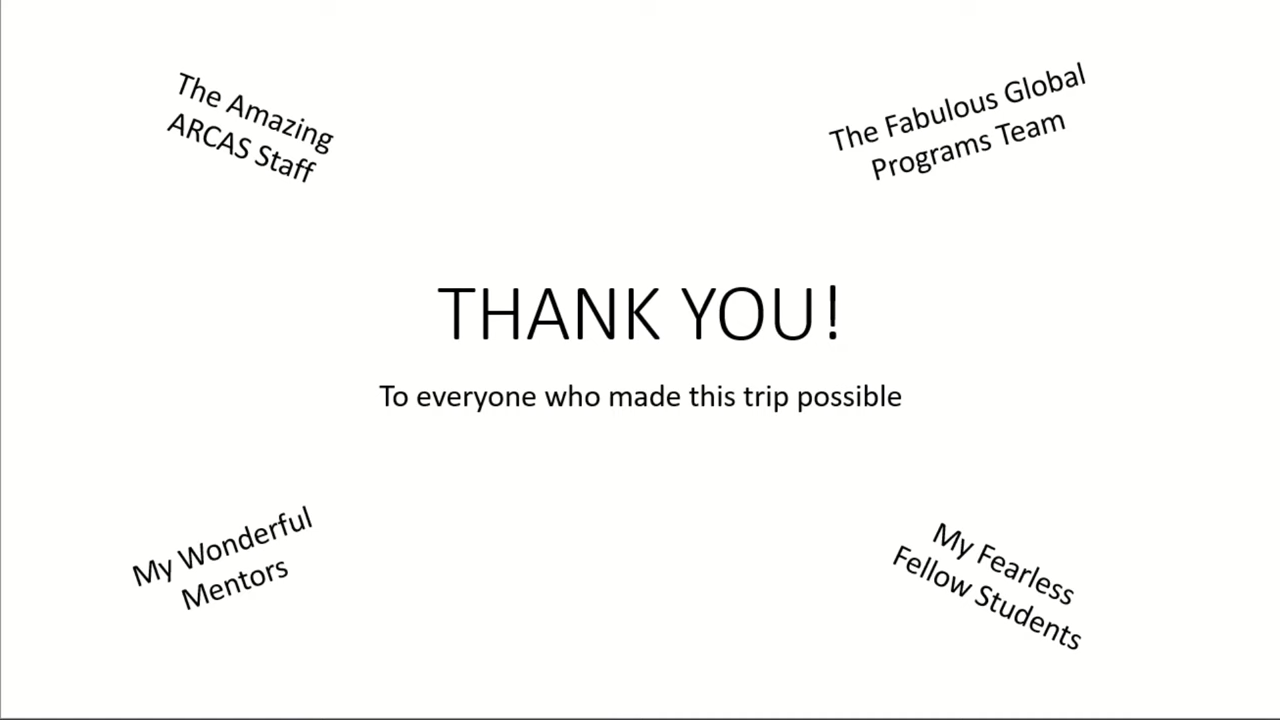 The Amazing
ARCAS Staff
The Fabulous Global
Programs Team
THANK YOU!
To everyone who made this trip possible
My Wonderful
Mentors
My Fearless
Fellow Students